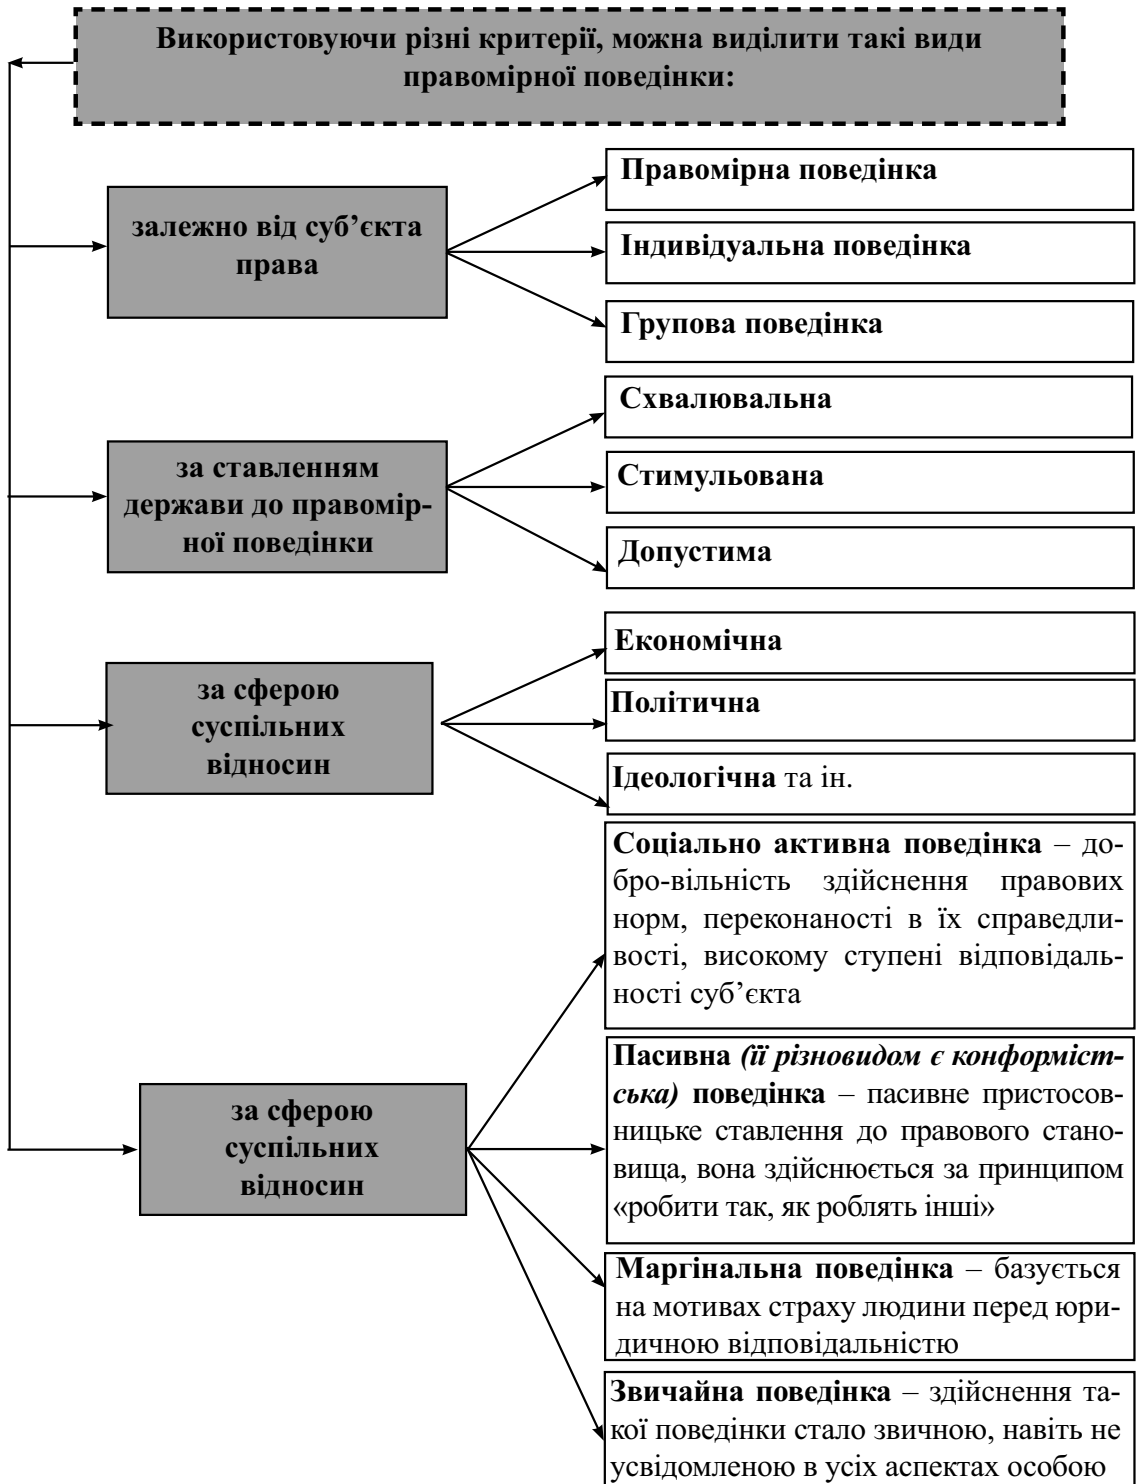 Використовуючи різні критерії, можна виділити такі види
правомірної поведінки:
залежно від суб’єкта
права
Правомірна поведінка
Індивідуальна поведінка
Групова поведінка
за ставленням
держави до правомір-
ної поведінки
Схвалювальна
Стимульована
Допустима
за сферою
суспільних
відносин
Економічна
Політична
Ідеологічна та ін.
за сферою
суспільних
відносин
Соціально активна поведінка – до-
бро-вільність здійснення правових
норм, переконаності в їх справедли-
вості, високому ступені відповідаль-
ності суб’єкта
Пасивна (її різновидом є конформіст-
ська) поведінка – пасивне пристосов-
ницьке ставлення до правового стано-
вища, вона здійснюється за принципом
«робити так, як роблять інші»
Маргінальна поведінка – базується
на мотивах страху людини перед юри-
дичною відповідальністю
Звичайна поведінка – здійснення та-
кої поведінки стало звичною, навіть не
усвідомленою в усіх аспектах особою